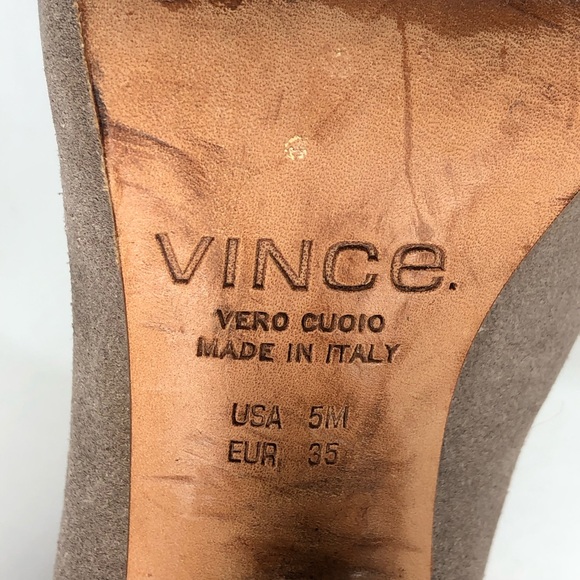 VINCe.
VERO CUOIO
MADE IN ITALY
USA 5M
EUR 35